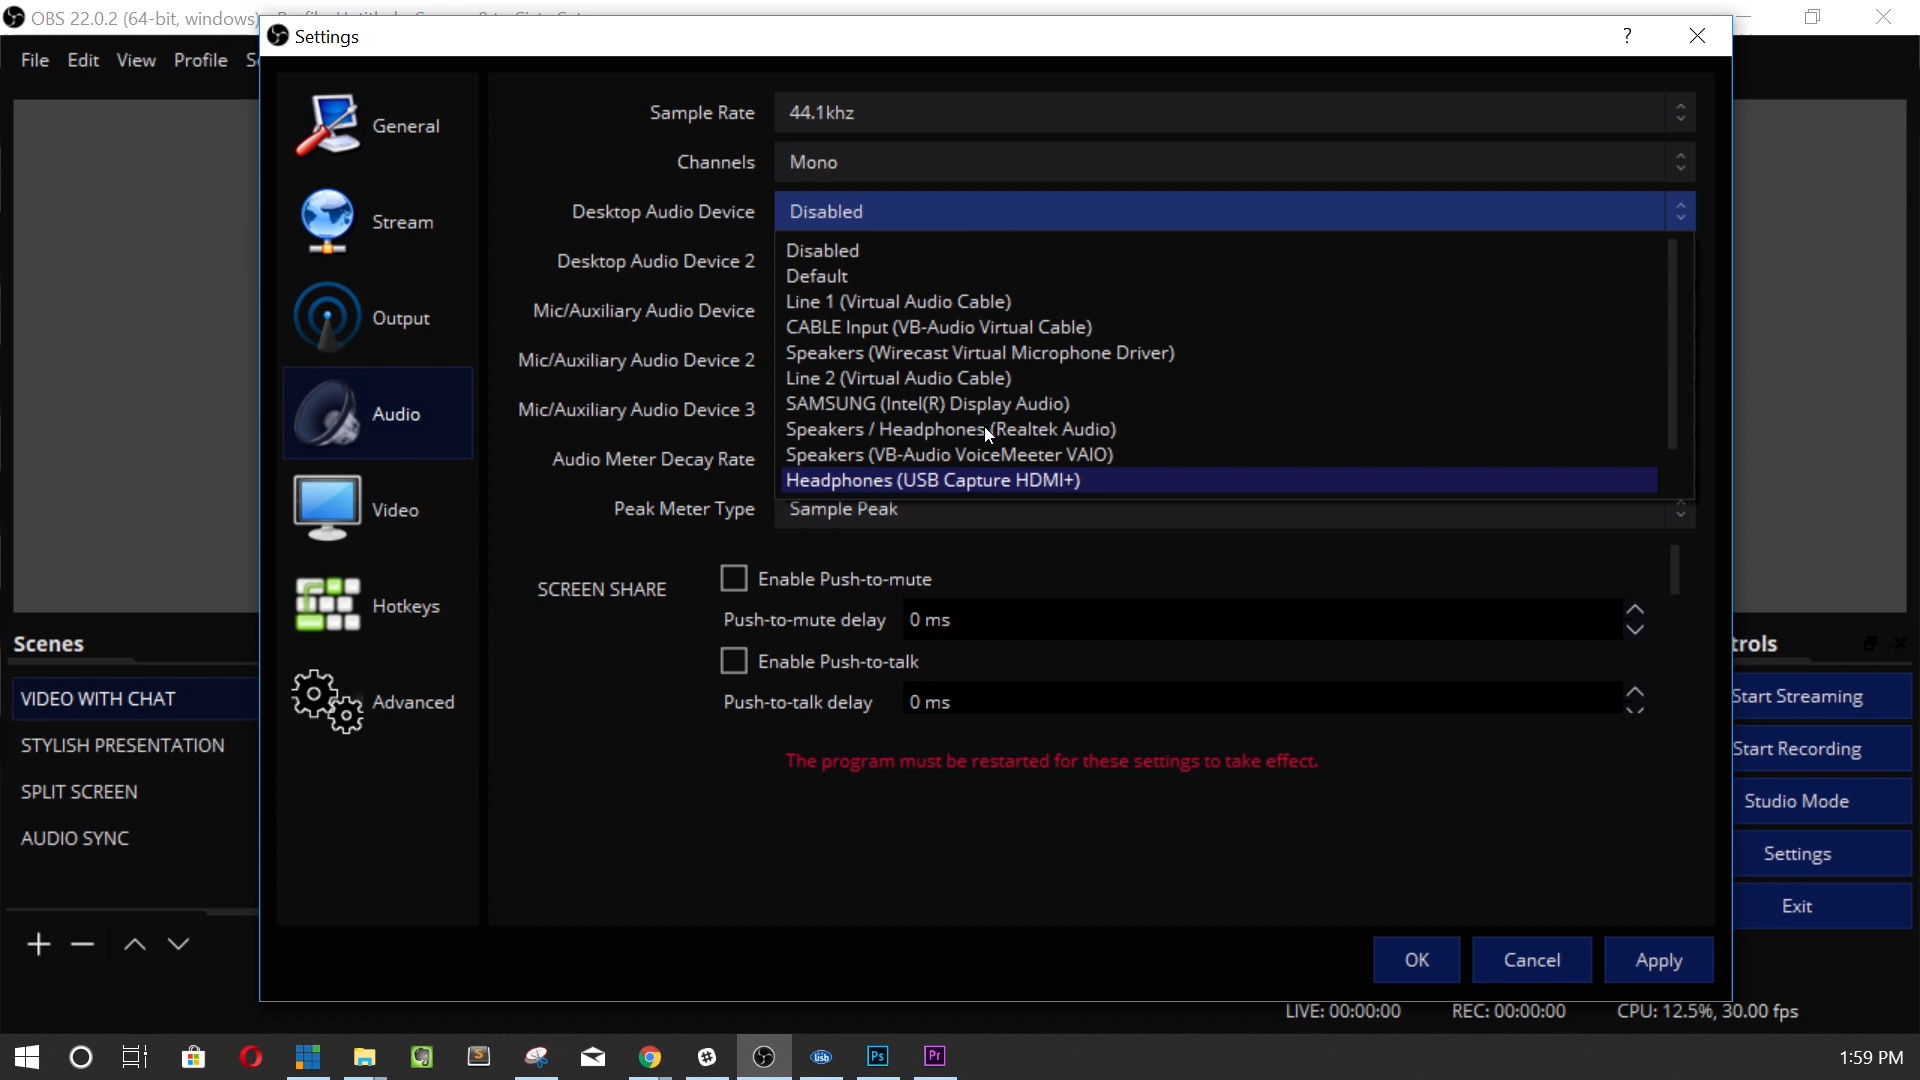 OBS 22.0.2 (64-bit, windows)
Settings
?
File Edit View Profile
General
Stream
Output
Audio
Video
Hotkeys
Advanced
Sample Rate 44.1khz
Channels Mono
Desktop Audio Device Disabled
Desktop Audio Device 2
Mic/Auxiliary Audio Device
Mic/Auxiliary Audio Device 2
Mic/Auxiliary Audio Device 3
Audio Meter Decay Rate
Disabled
Default
Line 1 (Virtual Audio Cable)
CABLE Input (VB-Audio Virtual Cable)
Speakers (Wirecast Virtual Microphone Driver)
Line 2 (Virtual Audio Cable)
SAMSUNG (Intel(R) Display Audio)
Speakers / Headphones (Realtek Audio)
Speakers (VB-Audio VoiceMeeter VAIO)
Headphones (USB Capture HDMI+)
Peak Meter Type Sample Peak
SCREEN SHARE
Enable Push-to-mute
Push-to-mute delay 0 ms
Enable Push-to-talk
Push-to-talk delay 0 ms
The program must be restarted for these settings to take effect.
OK Cancel Apply
Scenes
VIDEO WITH CHAT
STYLISH PRESENTATION
SPLIT SCREEN
AUDIO SYNC
trols
Start Streaming
Start Recording
Studio Mode
Settings
Exit
LIVE: 00:00:00 REC: 00:00:00 CPU: 12.5%, 30.00 fps
S usb Ps Pr
1:59 PM